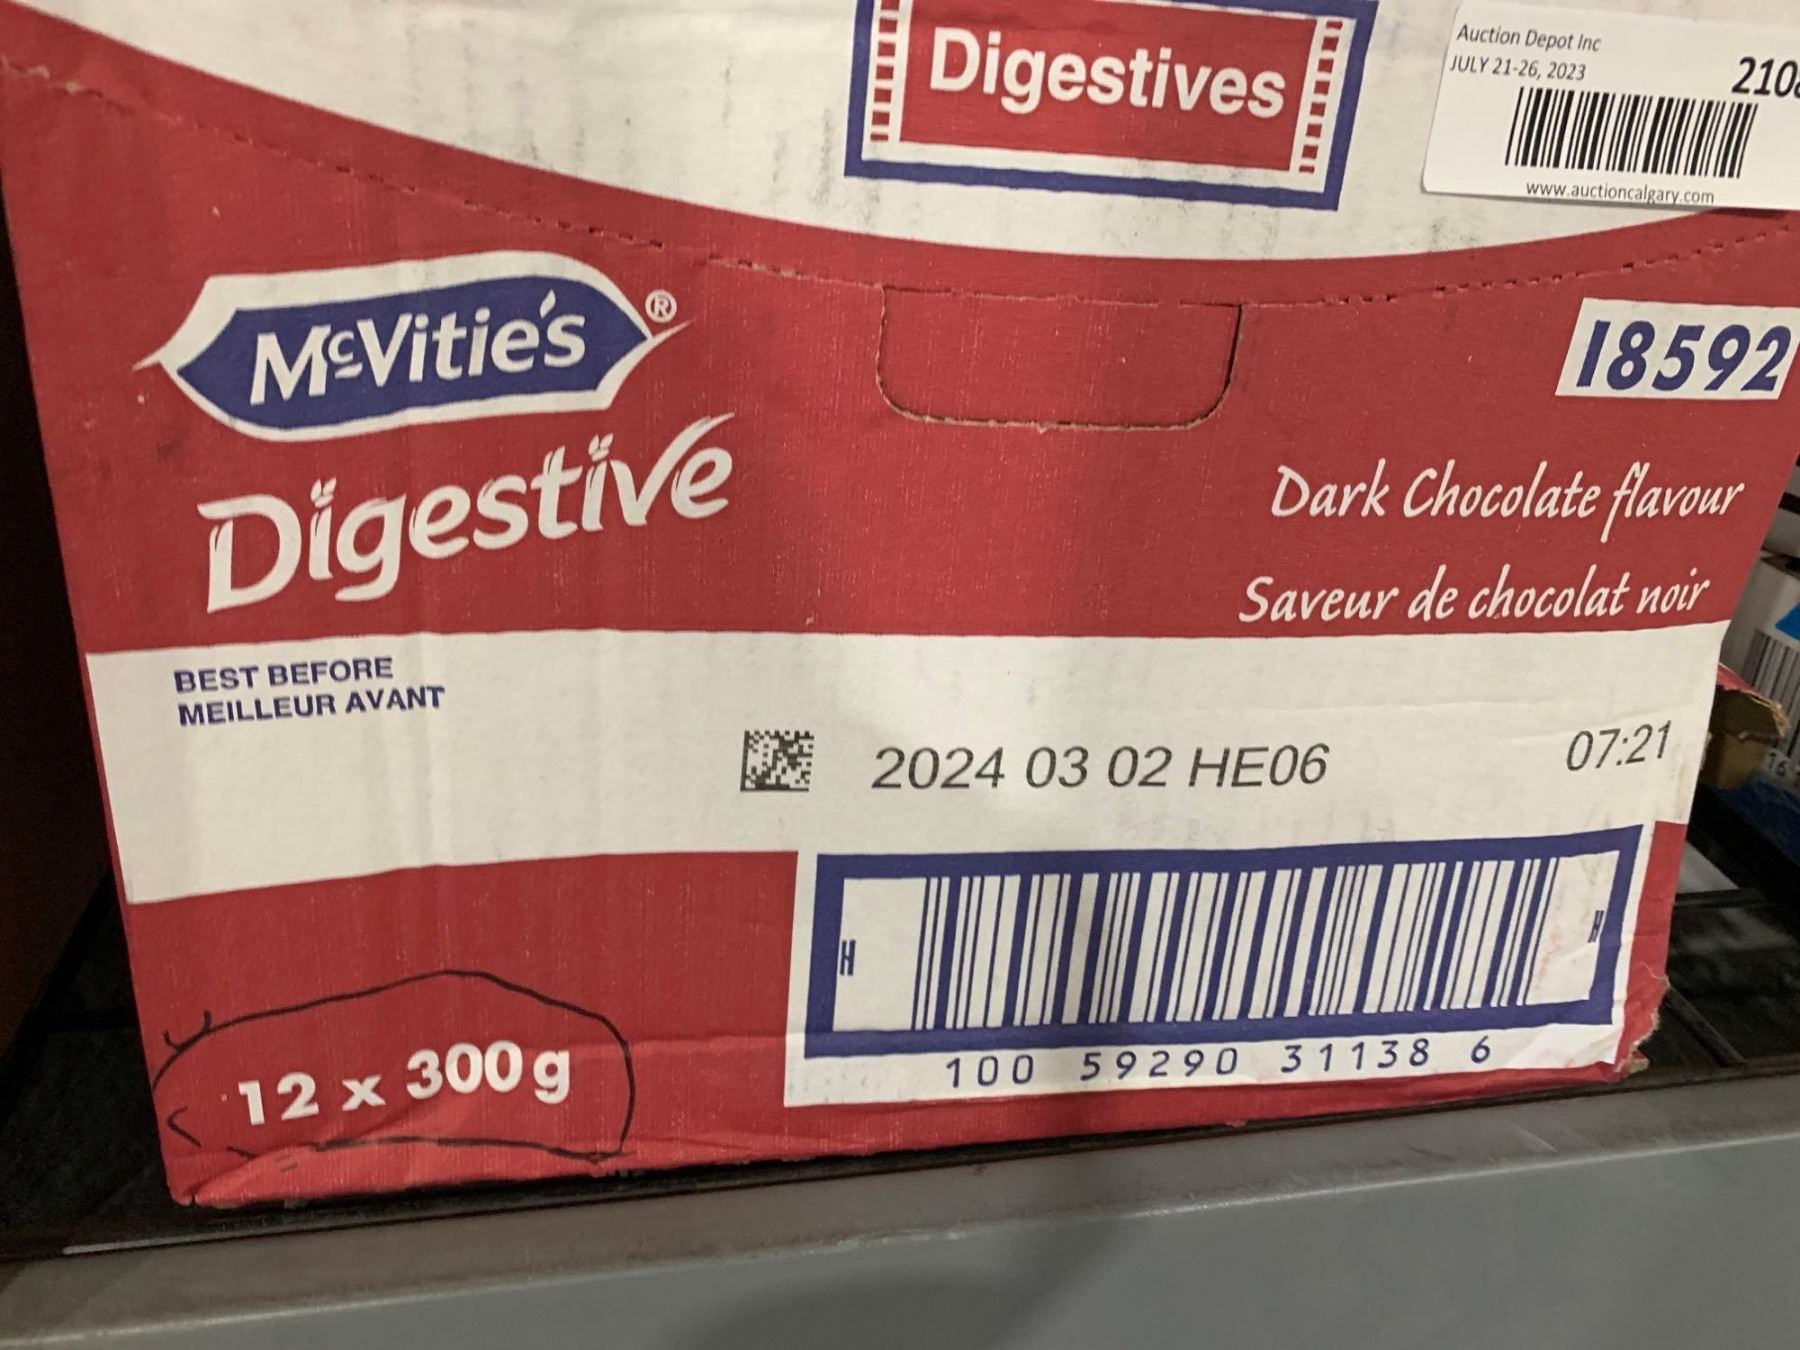 Digestives
Auction Depot Inc
JULY 21-26, 2023
www.auctioncalgary.com
McVitie's®
Digestive
18592
Dark Chocolate flavour
Saveur de chocolat noir
BEST BEFORE
MEILLEUR AVANT
2024 03 02 HE06
07:21
H
H
100 59290 31138 6
12 x 300g